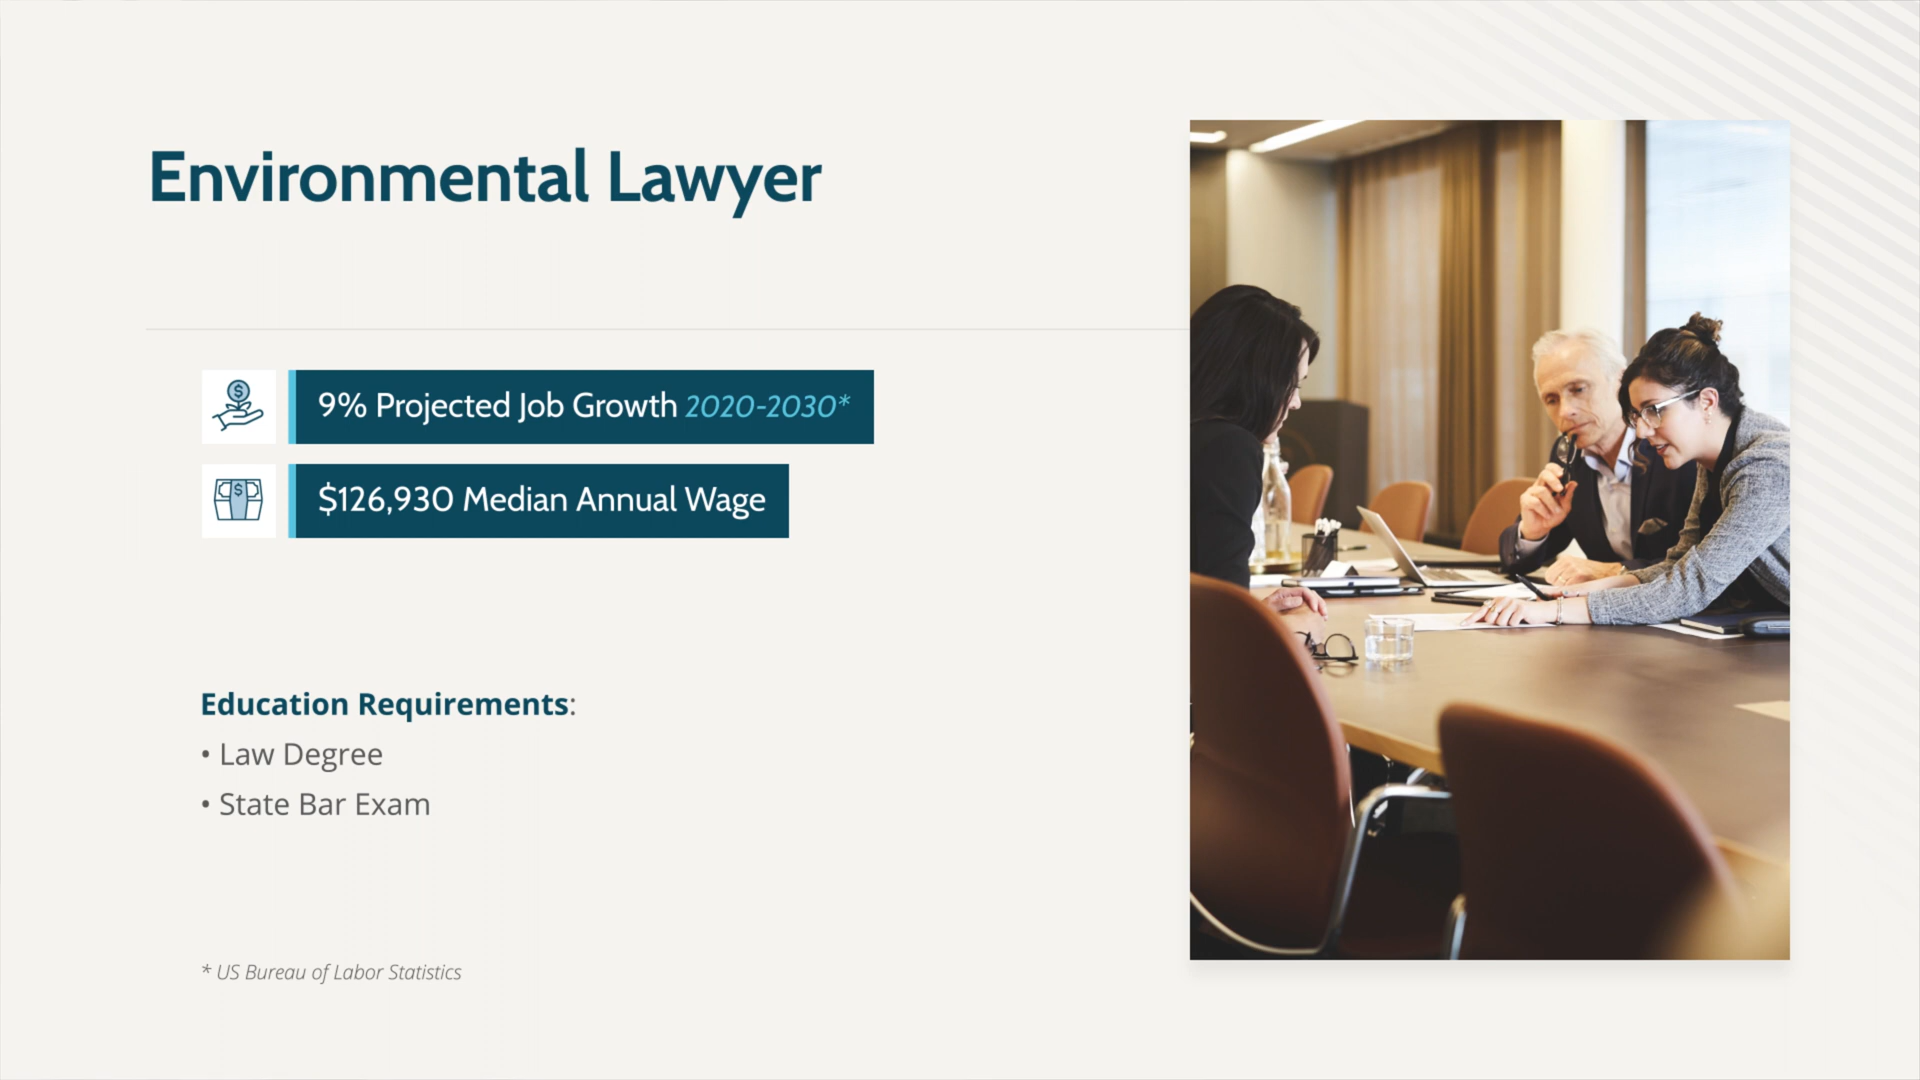 Environmental Lawyer
9% Projected Job Growth 2020-2030*
$126,930 Median Annual Wage
Education Requirements:
• Law Degree
• State Bar Exam
* US Bureau of Labor Statistics